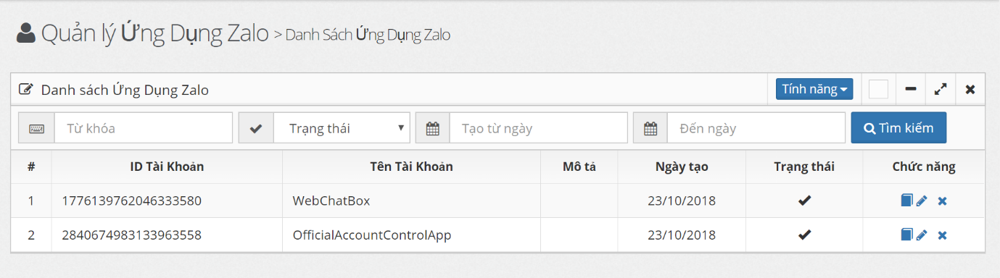 Quản lý Ứng Dụng Zalo > Danh Sách Ứng Dụng Zalo
Danh sách Ứng Dụng Zalo Tính năng
Từ khóa Trạng thái Tạo từ ngày Đến ngày Tìm kiếm
# ID Tài Khoản Tên Tài Khoản Mô tả Ngày tạo Trạng thái Chức năng
1 1776139762046333580 WebChatBox 23/10/2018
2 2840674983133963558 OfficialAccountControlApp 23/10/2018